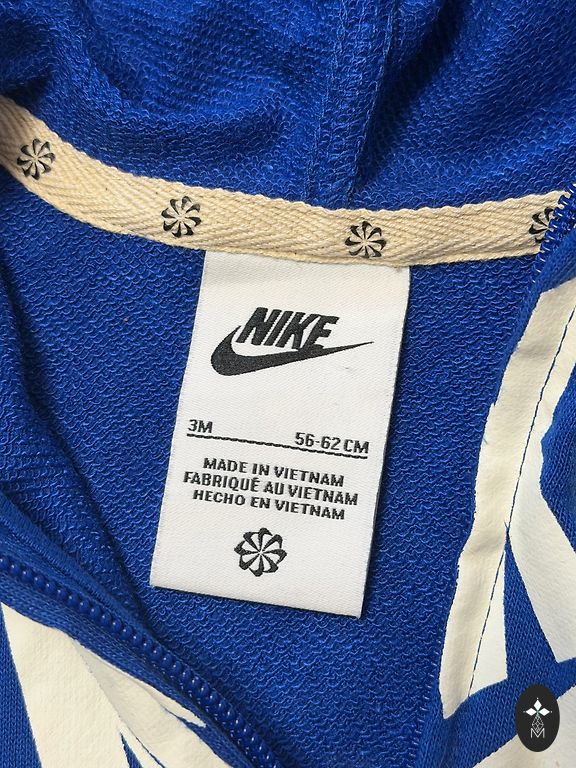 NIKE
3M 56-62 CM
MADE IN VIETNAM
FABRIQUÉ AU VIETNAM
HECHO EN VIETNAM
M